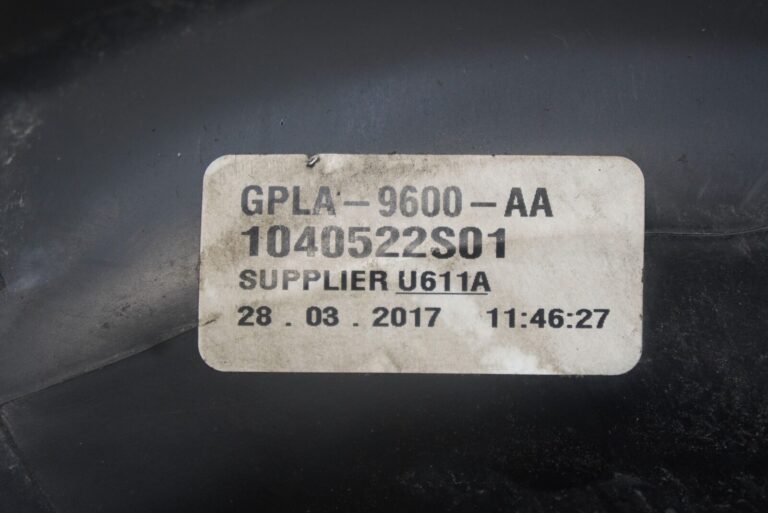 GPLA-9600-AA
1040522S01
SUPPLIER U611A
28 . 03 . 2017 11:46:27